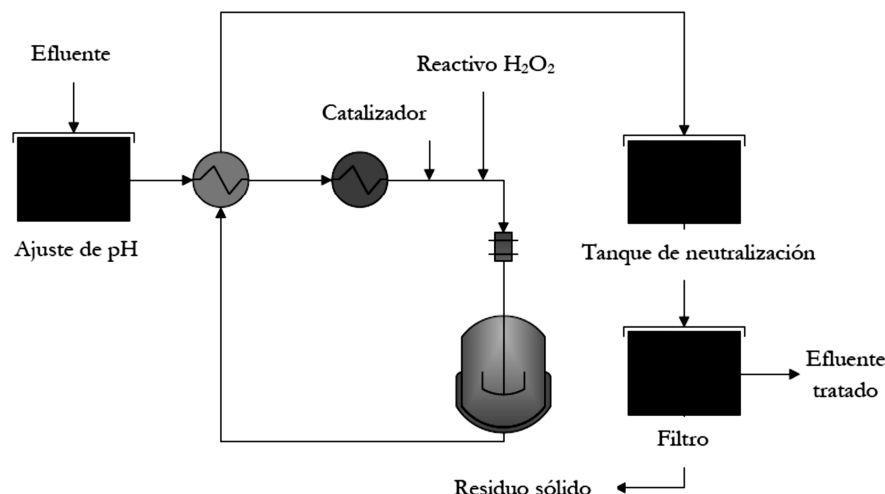 Efluente
Reactivo H₂O₂
Catalizador
Ajuste de pH
Tanque de neutralización
Efluente
tratado
Filtro
Residuo sólido